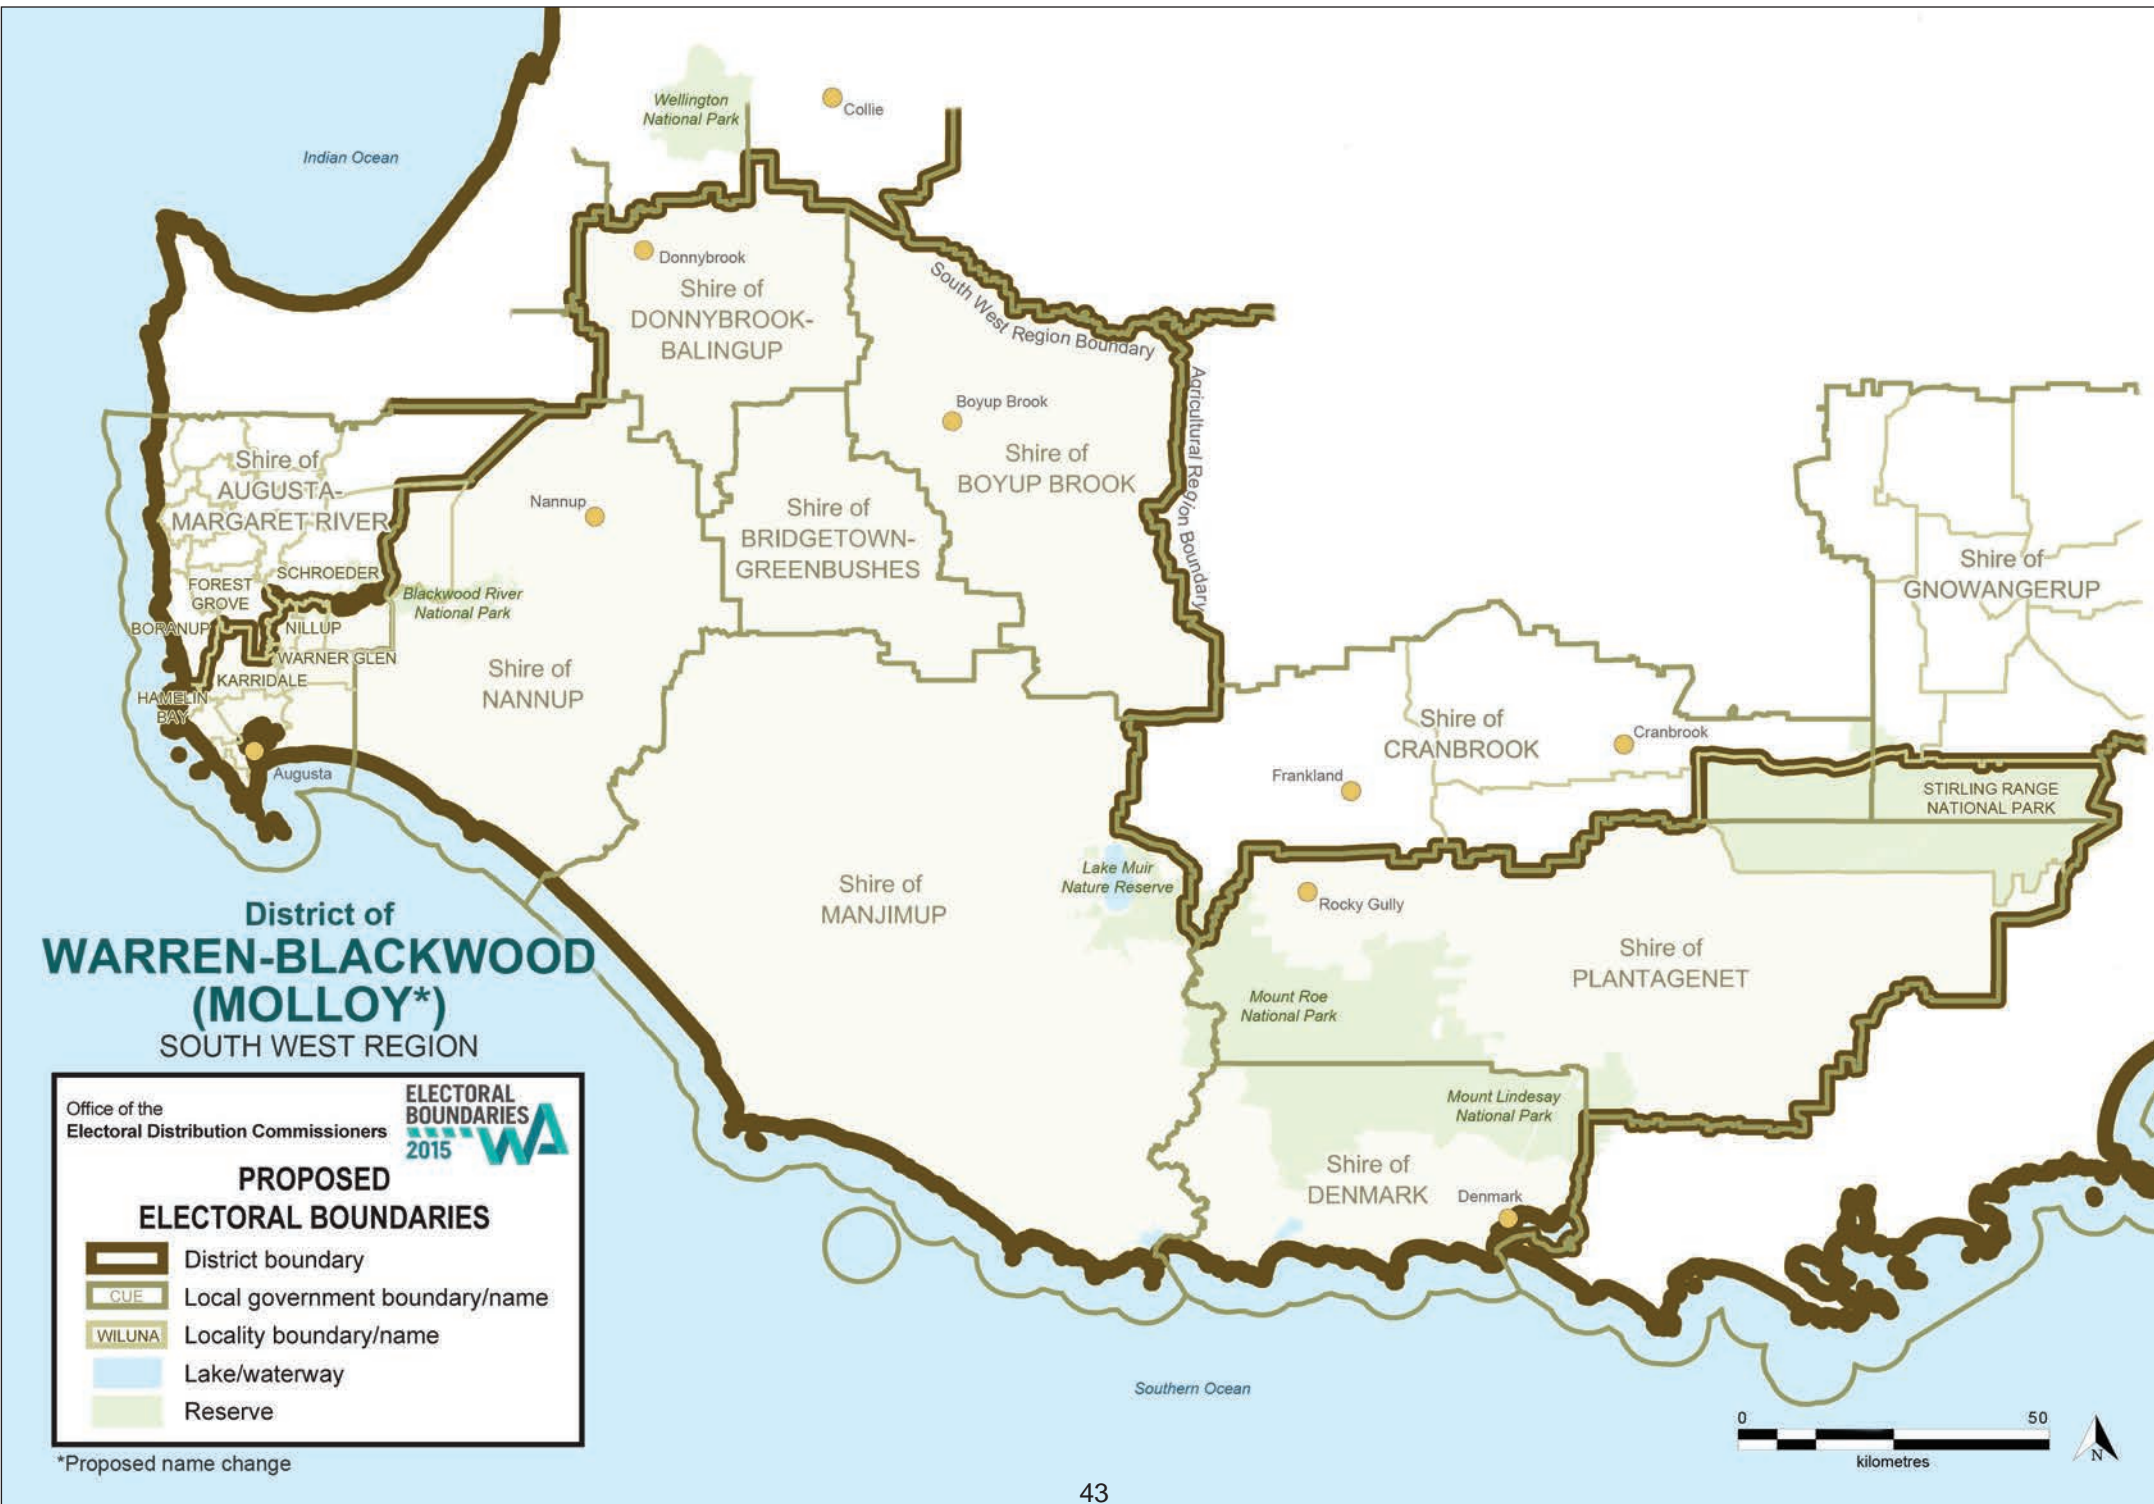 Wellington
National Park
Collie
Indian Ocean
Donnybrook
Shire of
DONNYBROOK-
BALINGUP
South West Region Boundary
Agricultural Region Boundary
Boyup Brook
Shire of
BOYUP BROOK
Shire of
AUGUSTA-
MARGARET RIVER
Nannup
Shire of
BRIDGETOWN-
GREENBUSHES
Shire of
GNOWANGERUP
SCHROEDER
FOREST
GROVE
Blackwood River
National Park
BORANUP
NILLUP
WARNER GLEN
KARRIDALE
HAMELIN
BAY
Shire of
NANNUP
Augusta
Shire of
CRANBROOK
Cranbrook
Frankland
STIRLING RANGE
NATIONAL PARK
Lake Muir
Nature Reserve
Shire of
MANJIMUP
Rocky Gully
Shire of
PLANTAGENET
Mount Roe
National Park
Mount Lindesay
National Park
Shire of
DENMARK
Denmark
Southern Ocean
District of
WARREN-BLACKWOOD
(MOLLOY*)
SOUTH WEST REGION
Office of the
Electoral Distribution Commissioners
ELECTORAL
BOUNDARIES
2015 WA
PROPOSED
ELECTORAL BOUNDARIES
District boundary
CUE Local government boundary/name
WILUNA Locality boundary/name
Lake/waterway
Reserve
*Proposed name change
0 50
kilometres
N
43